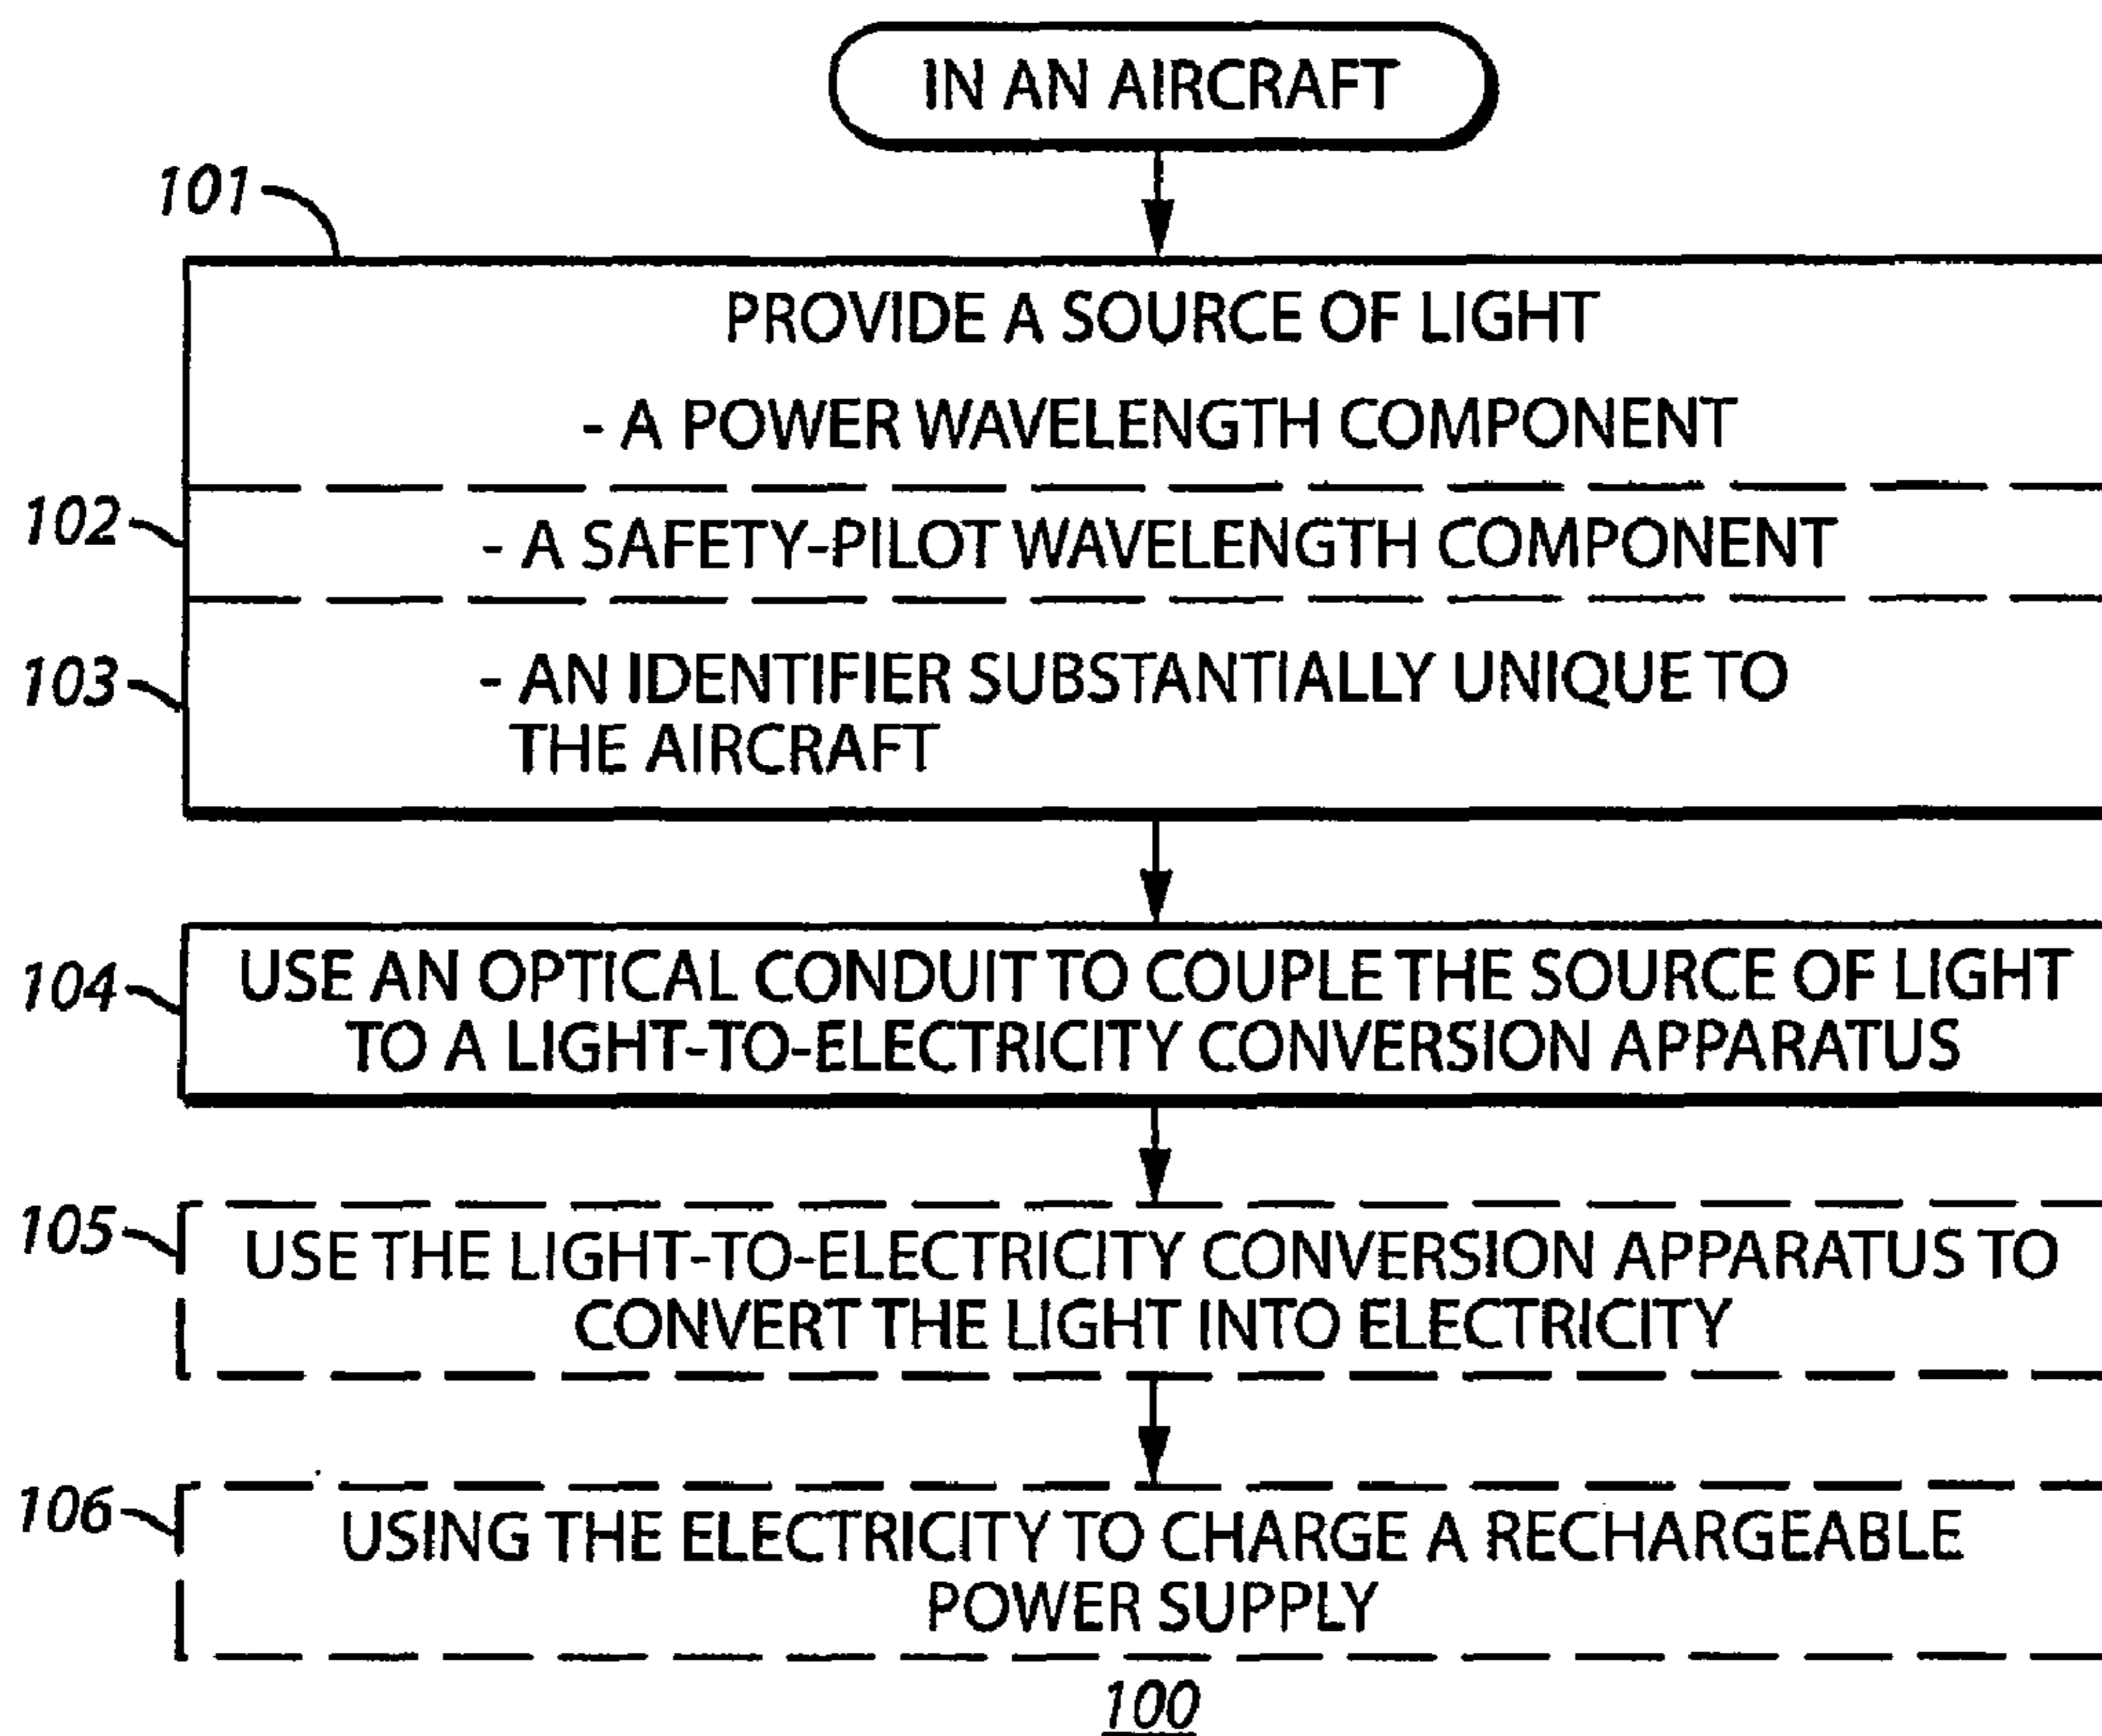 IN AN AIRCRAFT
101
PROVIDE A SOURCE OF LIGHT
- A POWER WAVELENGTH COMPONENT
102
- A SAFETY-PILOT WAVELENGTH COMPONENT
103
- AN IDENTIFIER SUBSTANTIALLY UNIQUE TO
THE AIRCRAFT
104
USE AN OPTICAL CONDUIT TO COUPLE THE SOURCE OF LIGHT
TO A LIGHT-TO-ELECTRICITY CONVERSION APPARATUS
105
USE THE LIGHT-TO-ELECTRICITY CONVERSION APPARATUS TO
CONVERT THE LIGHT INTO ELECTRICITY
106
USING THE ELECTRICITY TO CHARGE A RECHARGEABLE
POWER SUPPLY
100